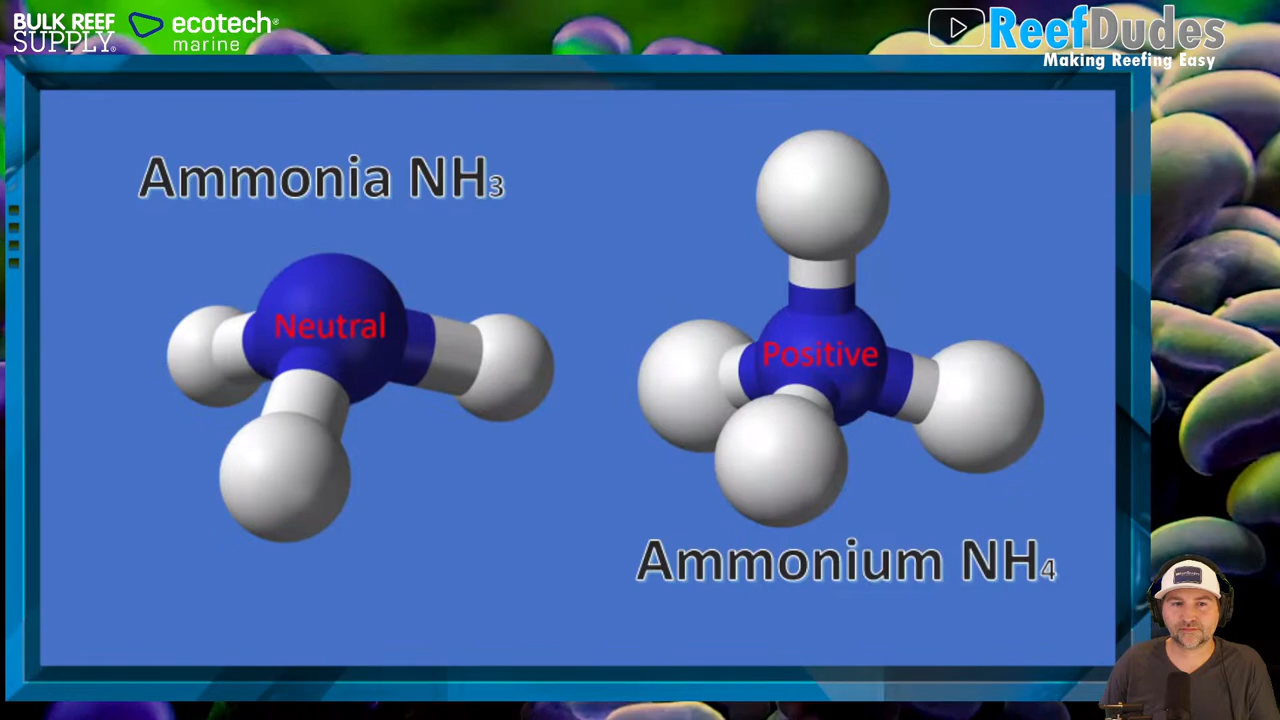 BULK REEF
SUPPLY
ecotech
marine
ReefDudes
Making Reefing Easy
Ammonia NH₃
Neutral
Positive
Ammonium NH₄